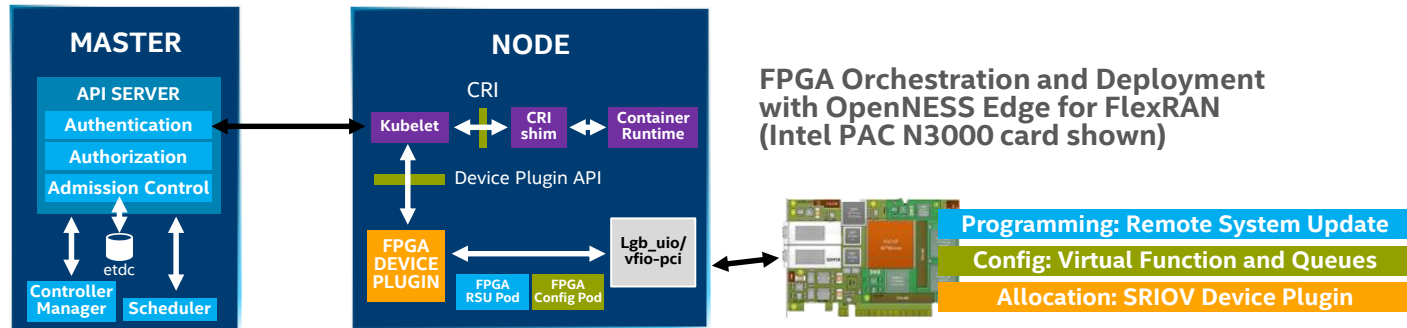 MASTER
API SERVER
Authentication
Authorization
Admission Control
etdc
Controller
Manager
Scheduler
NODE
CRI
Kubelet
CRI
shim
Container
Runtime
Device Plugin API
FPGA
DEVICE
PLUGIN
FPGA
RSU Pod
FPGA
Config Pod
Lgb_uio/
vfio-pci
FPGA Orchestration and Deployment
with OpenNESS Edge for FlexRAN
(Intel PAC N3000 card shown)
Programming: Remote System Update
Config: Virtual Function and Queues
Allocation: SRIOV Device Plugin